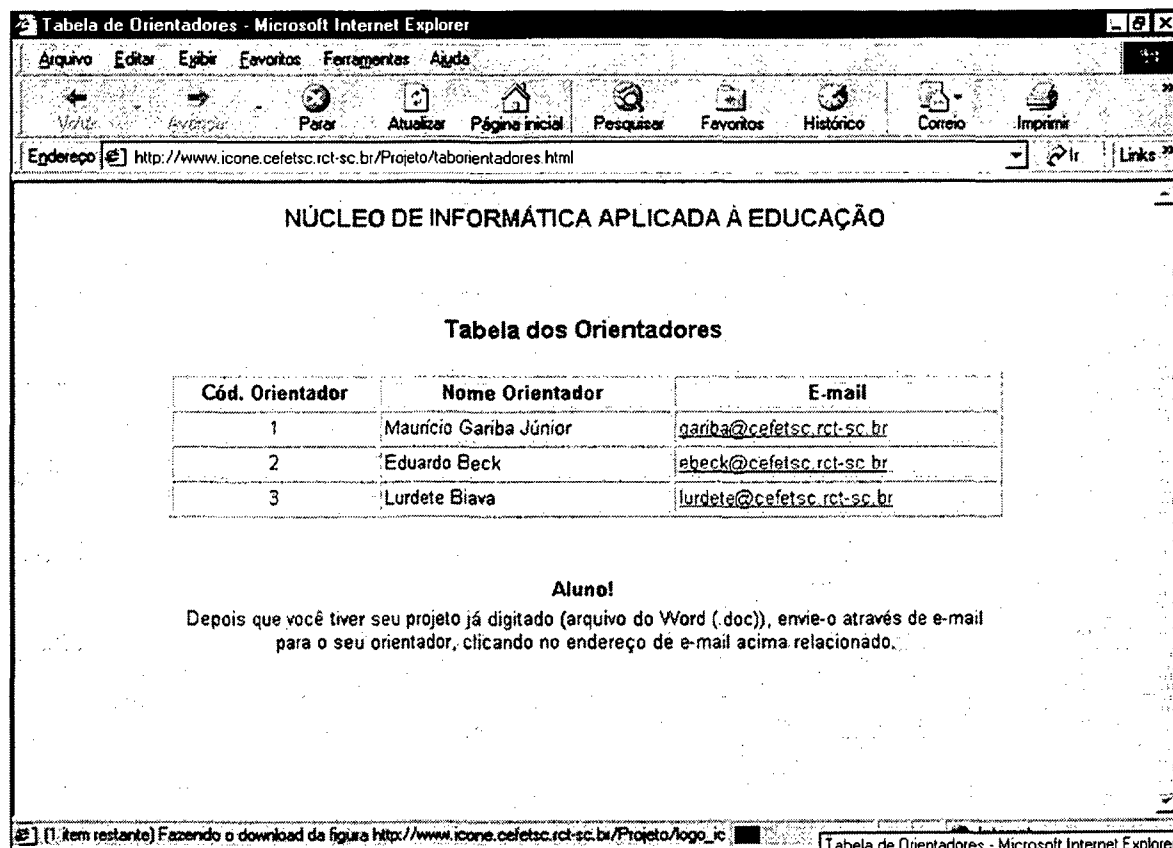 Tabela de Orientadores - Microsoft Internet Explorer
Arquivo Editar Exibir Favoritos Ferramentas Ajuda
Voltar Avançar Parar Atualizar Página inicial Pesquisar Favoritos Histórico Correio Imprimir
Endereço http://www.icone.cefetsc.rct-sc.br/Projeto/taborientadores.html Ir Links
NÚCLEO DE INFORMÁTICA APLICADA À EDUCAÇÃO
Tabela dos Orientadores
Cód. Orientador Nome Orientador E-mail
1 Maurício Gariba Júnior gariba@cefetsc.rct-sc.br
2 Eduardo Beck ebeck@cefetsc.rct-sc.br
3 Lurdete Biava lurdete@cefetsc.rct-sc.br
Aluno!
Depois que você tiver seu projeto já digitado (arquivo do Word (.doc)), envie-o através de e-mail
para o seu orientador, clicando no endereço de e-mail acima relacionado.
(1 item restante) Fazendo o download da figura http://www.icone.cefetsc.rct-sc.br/Projeto/logo_ic
Tabela de Orientadores - Microsoft Internet Explorer